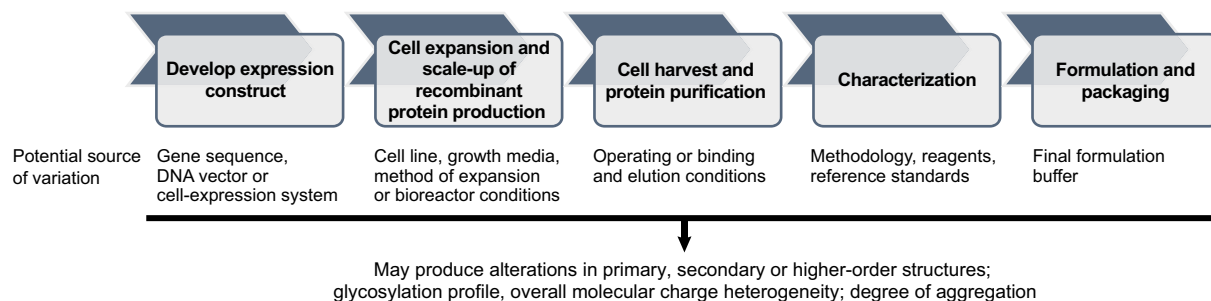 Develop expression
construct
Cell expansion and
scale-up of
recombinant
protein production
Cell harvest and
protein purification
Characterization
Formulation and
packaging
Potential source
of variation
Gene sequence,
DNA vector or
cell-expression system
Cell line, growth media,
method of expansion
or bioreactor conditions
Operating or binding
and elution conditions
Methodology, reagents,
reference standards
Final formulation
buffer
May produce alterations in primary, secondary or higher-order structures;
glycosylation profile, overall molecular charge heterogeneity; degree of aggregation